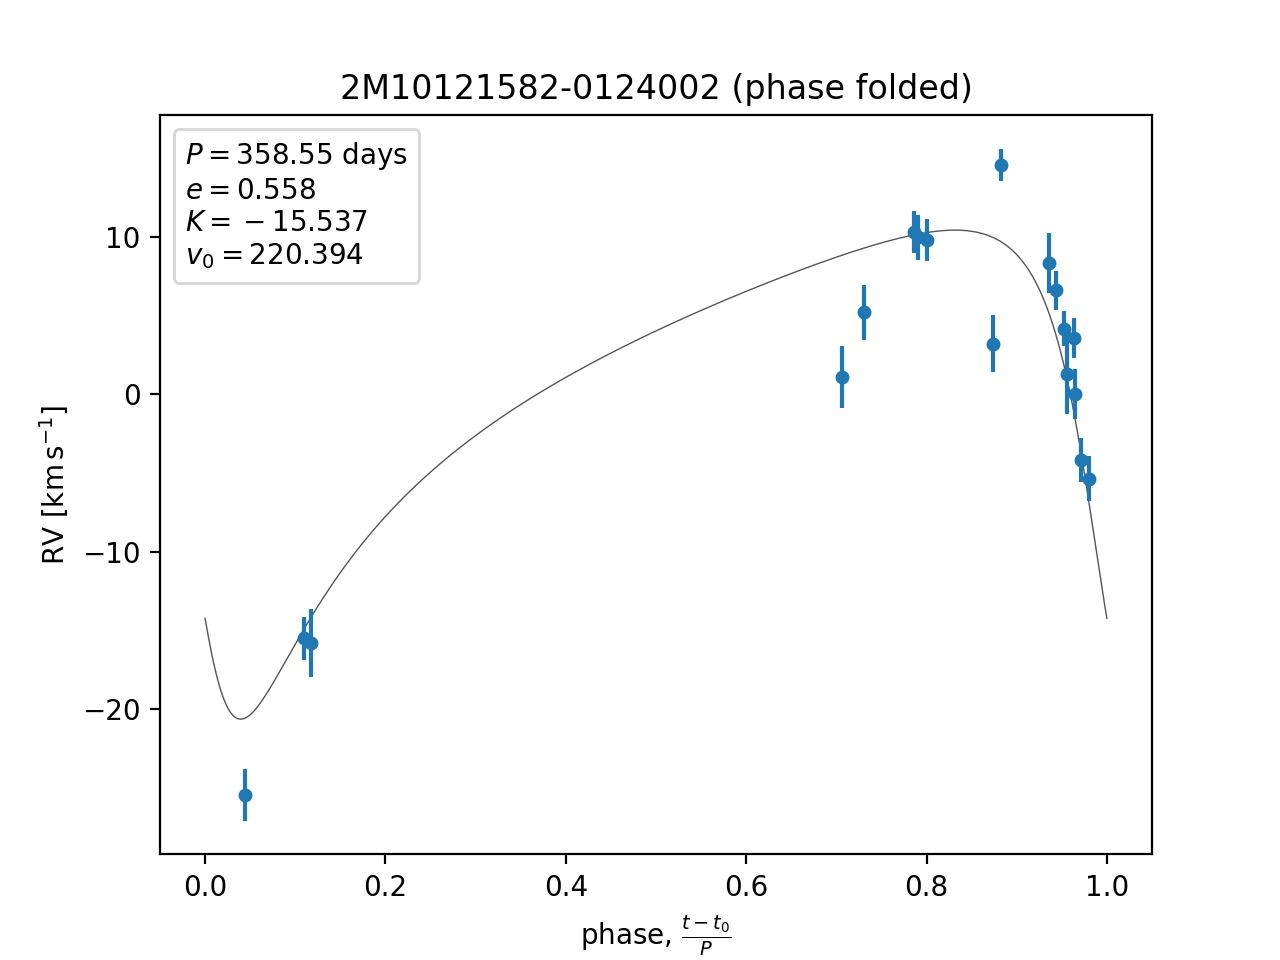 2M10121582-0124002 (phase folded)
P = 358.55 days
e = 0.558
K = −15.537
v₀ = 220.394
10
0
−10
−20
RV [km s⁻¹]
0.0 0.2 0.4 0.6 0.8 1.0
phase, (t − t₀)/P